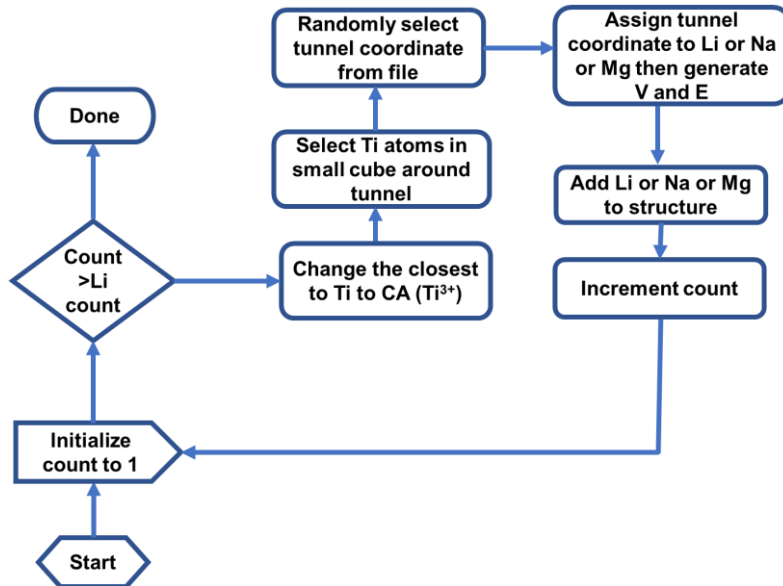 Randomly select
tunnel coordinate
from file
Assign tunnel
coordinate to Li or Na
or Mg then generate
V and E
Done
Select Ti atoms in
small cube around
tunnel
Add Li or Na or Mg
to structure
Count
>Li
count
Change the closest
to Ti to CA (Ti³⁺)
Increment count
Initialize
count to 1
Start